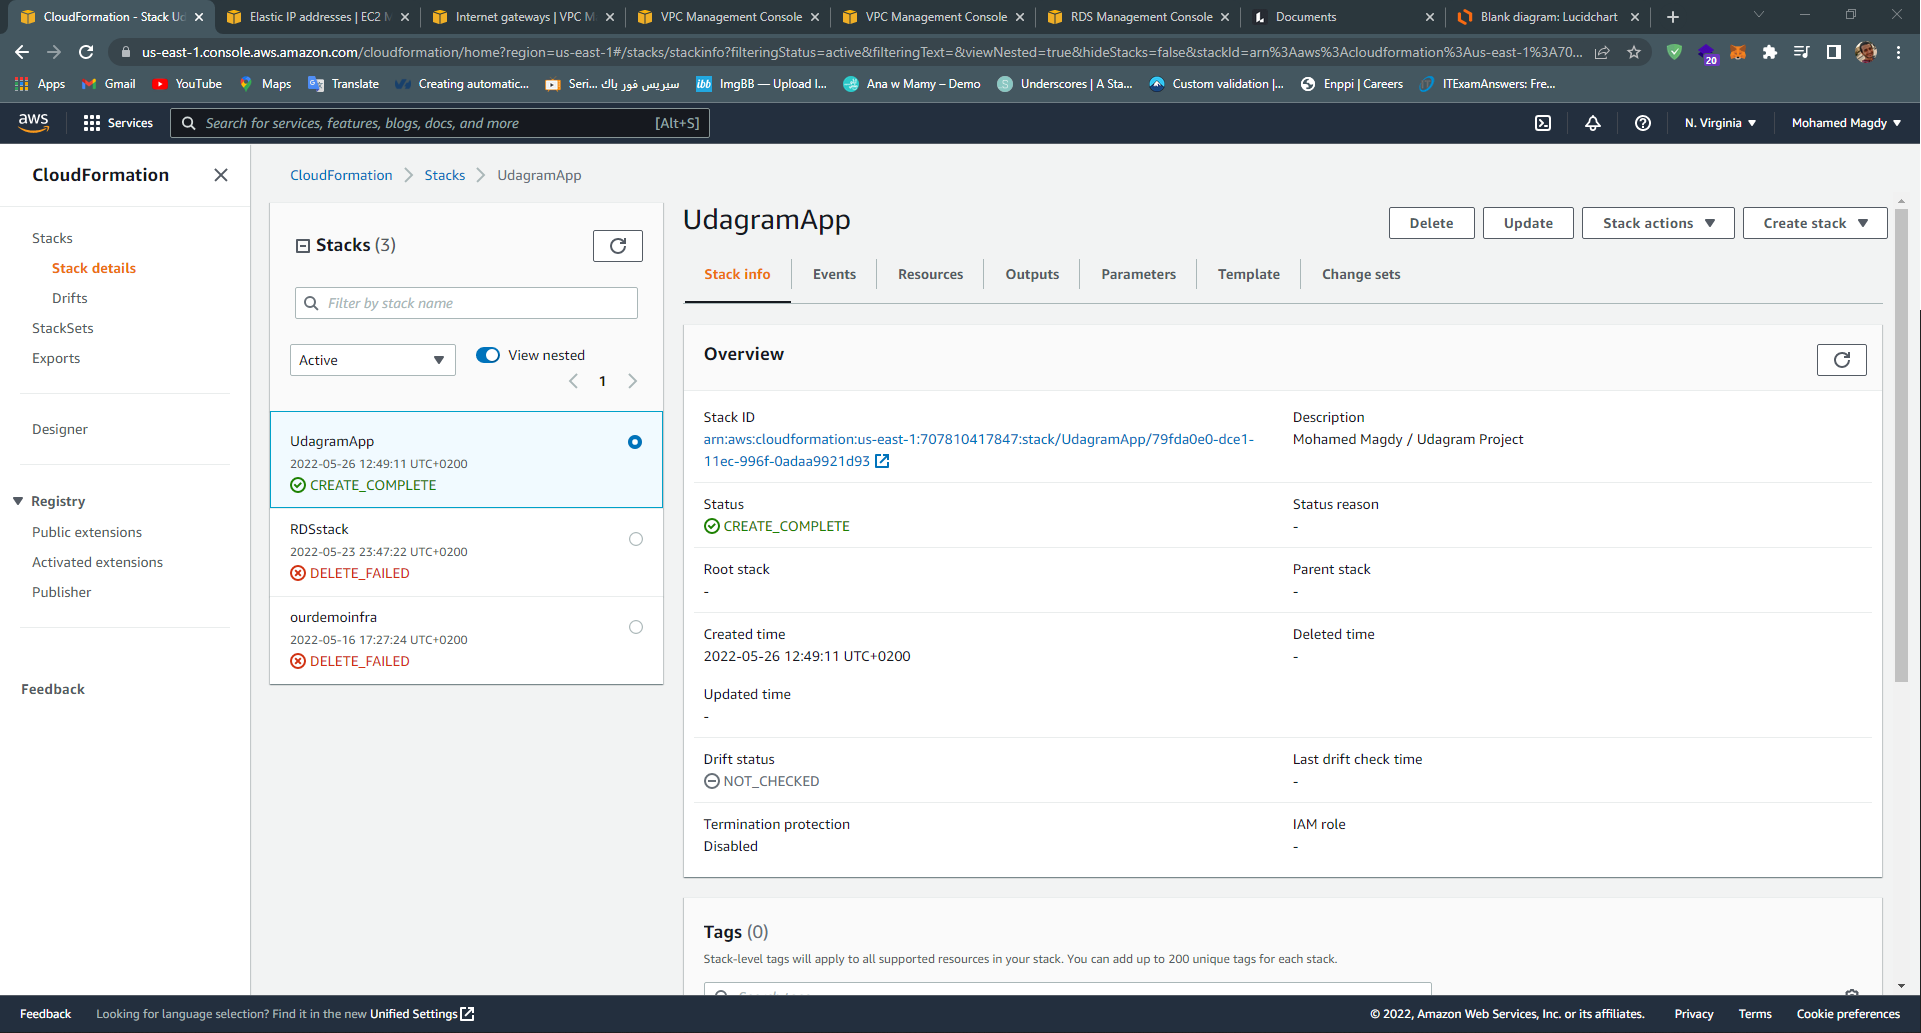 CloudFormation - Stack Ud
Elastic IP addresses | EC2 M
Internet gateways | VPC M
VPC Management Console
VPC Management Console
RDS Management Console
Documents
Blank diagram: Lucidchart
us-east-1.console.aws.amazon.com/cloudformation/home?region=us-east-1#/stacks/stackinfo?filteringStatus=active&filteringText=&viewNested=true&hideStacks=false&stackId=arn%3Aaws%3Acloudformation%3Aus-east-1%3A70...
20
Apps
Gmail
YouTube
Maps
Translate
Creating automatic...
Seri... سيريس فور باك
ImgBB — Upload I...
Ana w Mamy – Demo
Underscores | A Sta...
Custom validation |...
Enppi | Careers
ITExamAnswers: Fre...
aws
Services
Search for services, features, blogs, docs, and more
[Alt+S]
N. Virginia
Mohamed Magdy
CloudFormation
Stacks
Stack details
Drifts
StackSets
Exports
Designer
Registry
Public extensions
Activated extensions
Publisher
Feedback
CloudFormation
Stacks
UdagramApp
Stacks (3)
Filter by stack name
Active
View nested
1
UdagramApp
2022-05-26 12:49:11 UTC+0200
CREATE_COMPLETE
RDSstack
2022-05-23 23:47:22 UTC+0200
DELETE_FAILED
ourdemoinfra
2022-05-16 17:27:24 UTC+0200
DELETE_FAILED
UdagramApp
Delete
Update
Stack actions
Create stack
Stack info
Events
Resources
Outputs
Parameters
Template
Change sets
Overview
Stack ID
arn:aws:cloudformation:us-east-1:707810417847:stack/UdagramApp/79fda0e0-dce1-
11ec-996f-0adaa9921d93
Description
Mohamed Magdy / Udagram Project
Status
CREATE_COMPLETE
Status reason
-
Root stack
-
Parent stack
-
Created time
2022-05-26 12:49:11 UTC+0200
Deleted time
-
Updated time
-
Drift status
NOT_CHECKED
Last drift check time
-
Termination protection
Disabled
IAM role
-
Tags (0)
Stack-level tags will apply to all supported resources in your stack. You can add up to 200 unique tags for each stack.
Feedback
Looking for language selection? Find it in the new Unified Settings
© 2022, Amazon Web Services, Inc. or its affiliates.
Privacy
Terms
Cookie preferences